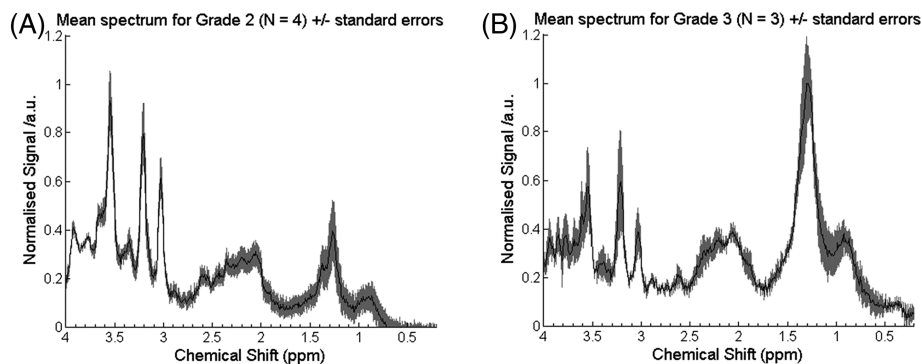 (A) Mean spectrum for Grade 2 (N = 4) +/- standard errors
Normalised Signal /a.u.
1.2
1
0.8
0.6
0.4
0.2
0
4 3.5 3 2.5 2 1.5 1 0.5
Chemical Shift (ppm)
(B) Mean spectrum for Grade 3 (N = 3) +/- standard errors
Normalised Signal /a.u.
1.2
1
0.8
0.6
0.4
0.2
0
4 3.5 3 2.5 2 1.5 1 0.5
Chemical Shift (ppm)